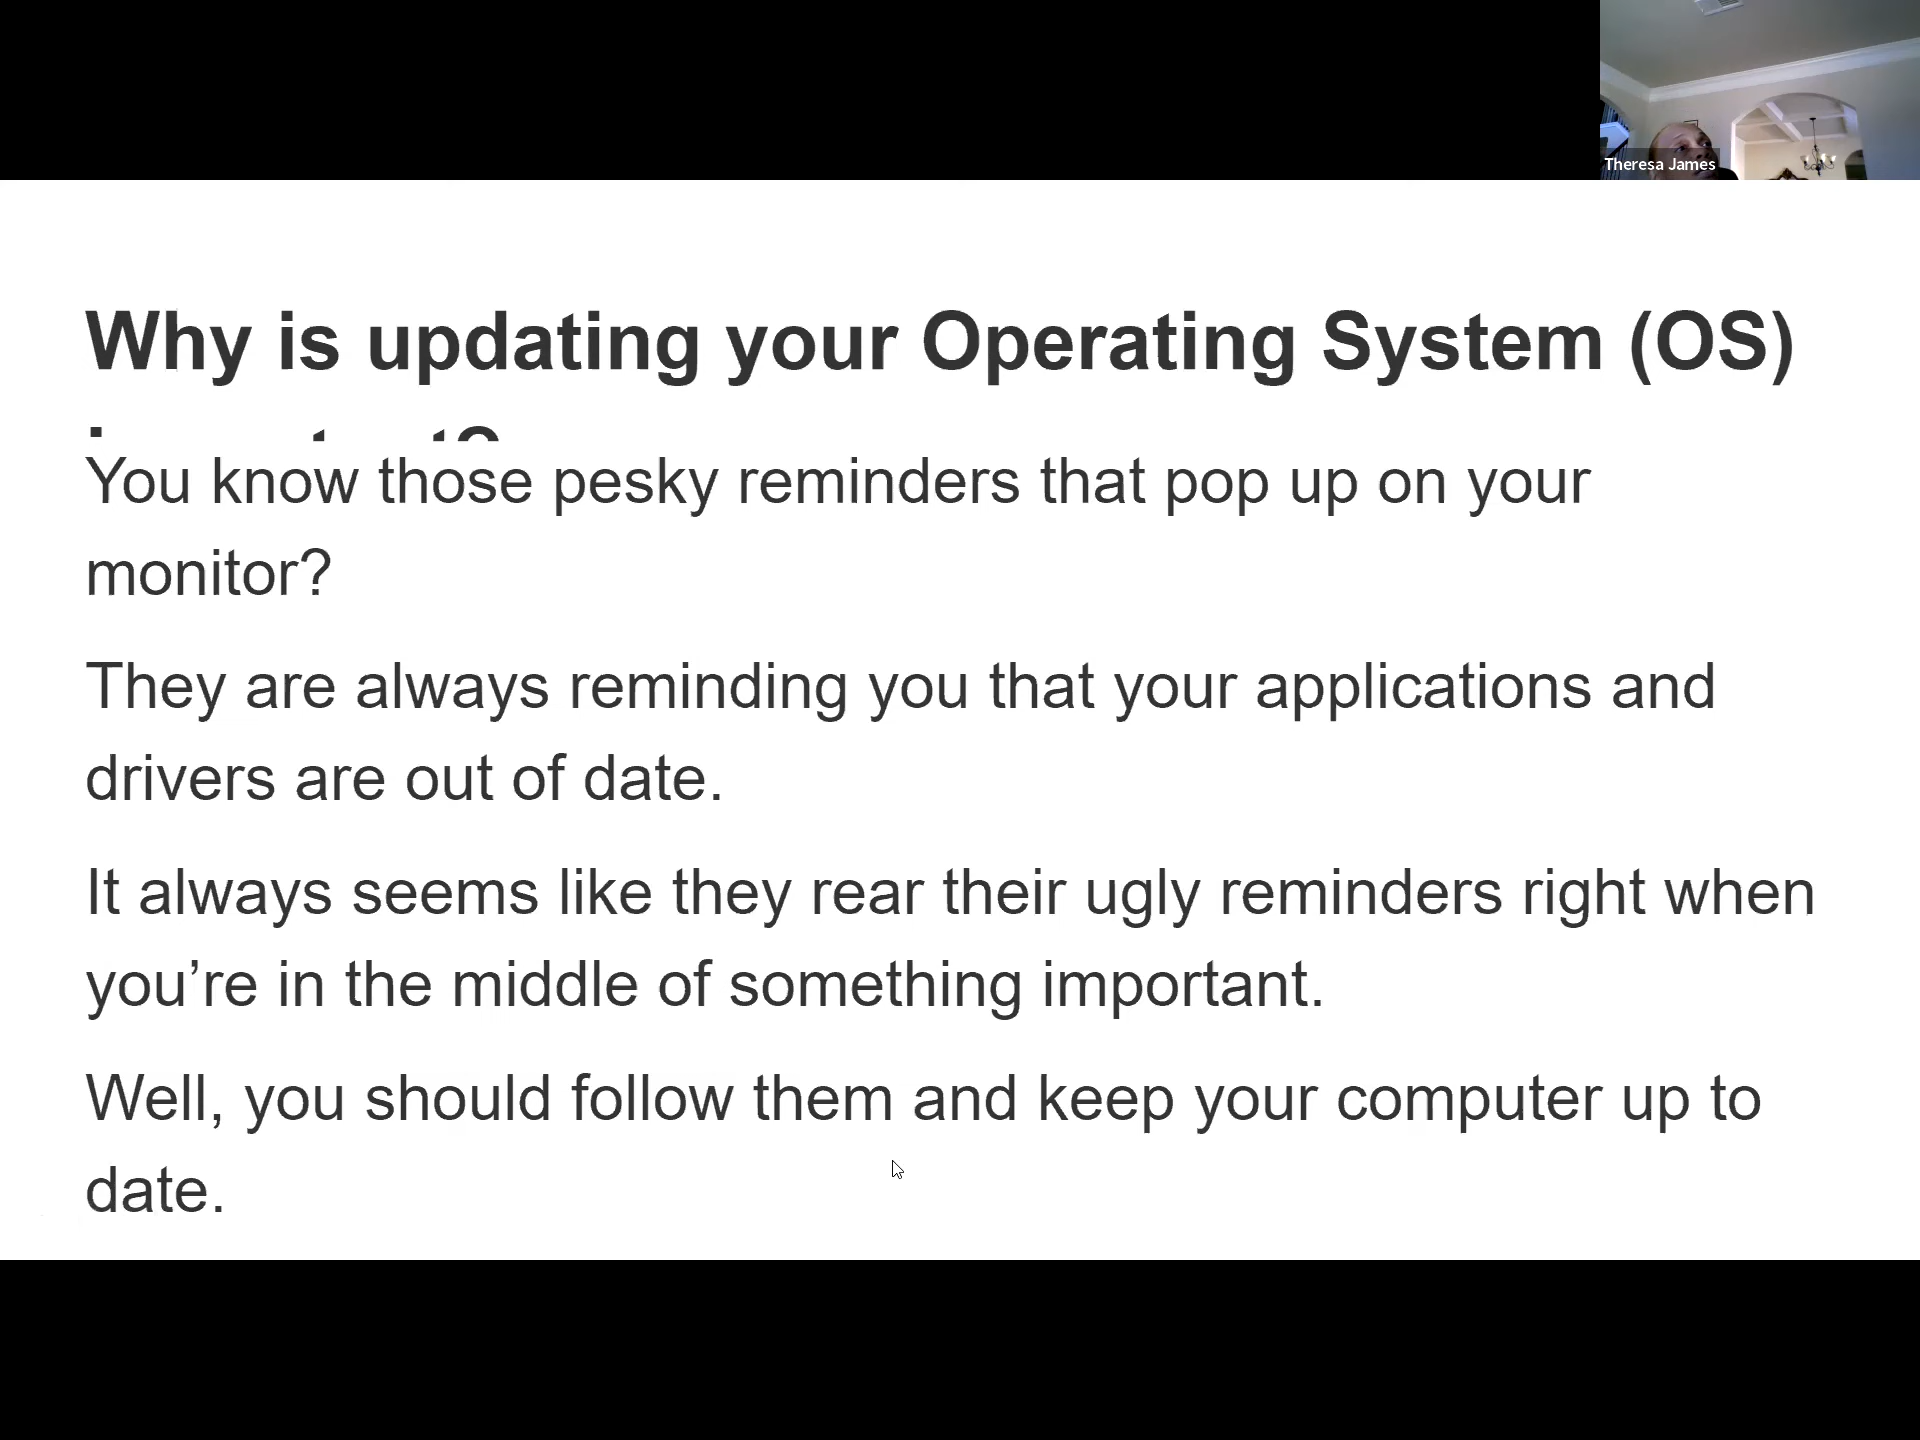 Theresa James
Why is updating your Operating System (OS)
You know those pesky reminders that pop up on your
monitor?
They are always reminding you that your applications and
drivers are out of date.
It always seems like they rear their ugly reminders right when
you’re in the middle of something important.
Well, you should follow them and keep your computer up to
date.